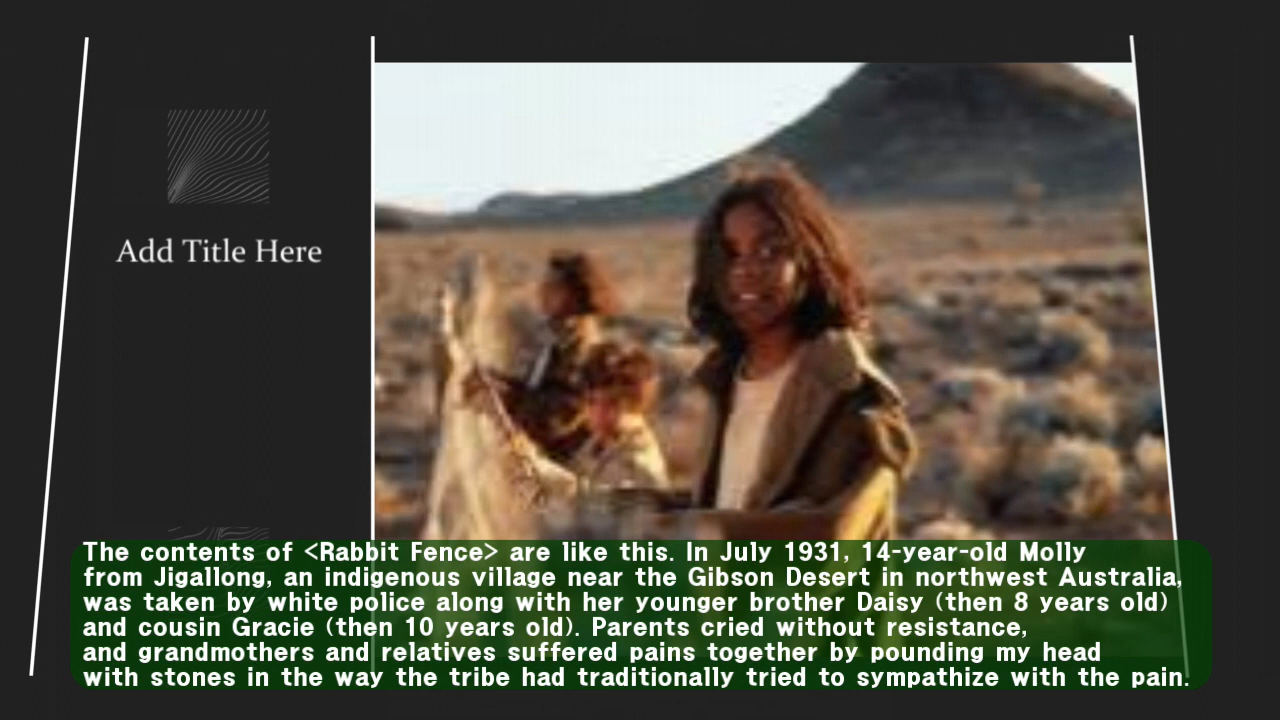 Add Title Here
The contents of <Rabbit Fence> are like this. In July 1931, 14-year-old Molly
from Jigallong, an indigenous village near the Gibson Desert in northwest Australia,
was taken by white police along with her younger brother Daisy (then 8 years old)
and cousin Gracie (then 10 years old). Parents cried without resistance,
and grandmothers and relatives suffered pains together by pounding my head
with stones in the way the tribe had traditionally tried to sympathize with the pain.